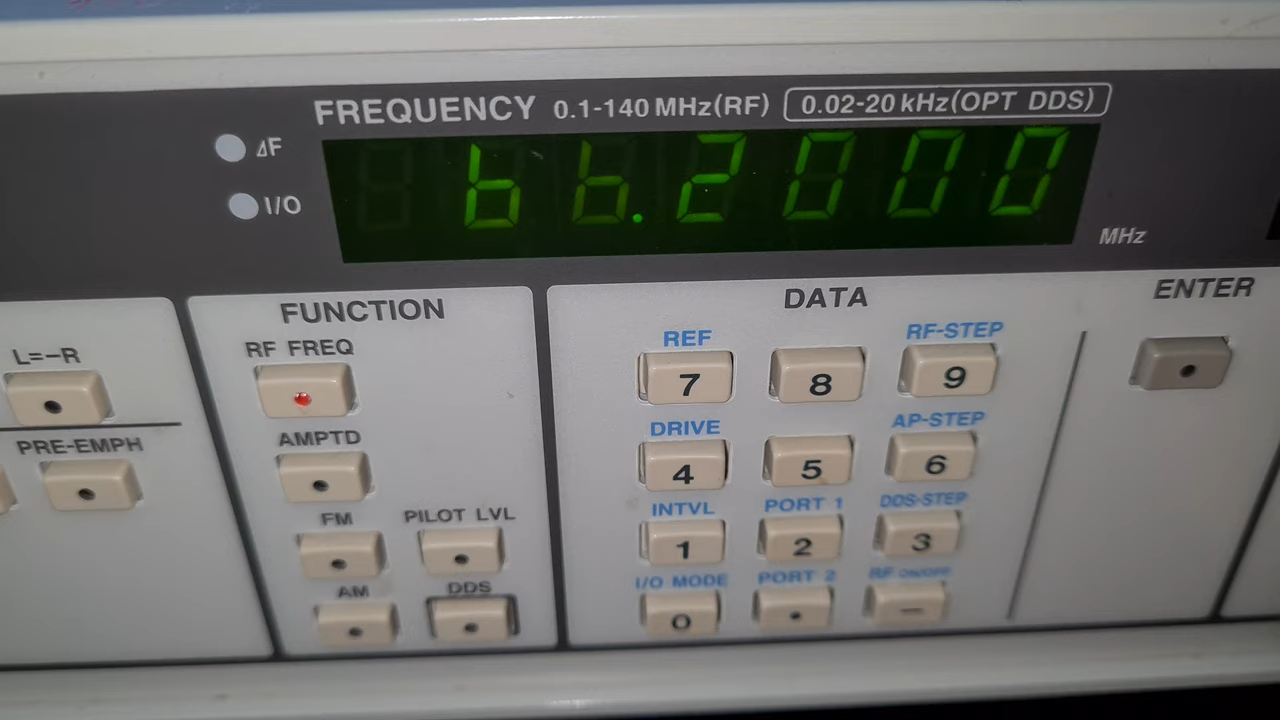 FREQUENCY 0.1-140 MHz(RF) 0.02-20 kHz(OPT DDS)
ΔF
I/O
66.2000
MHz
FUNCTION
DATA
ENTER
L=-R
RF FREQ
REF
RF-STEP
7 8 9
PRE-EMPH
AMPTD
DRIVE
AP-STEP
4 5 6
FM
PILOT LVL
INTVL
PORT 1
DDS-STEP
1 2 3
AM
DDS
I/O MODE
PORT 2
RF ON/OFF
0 . -